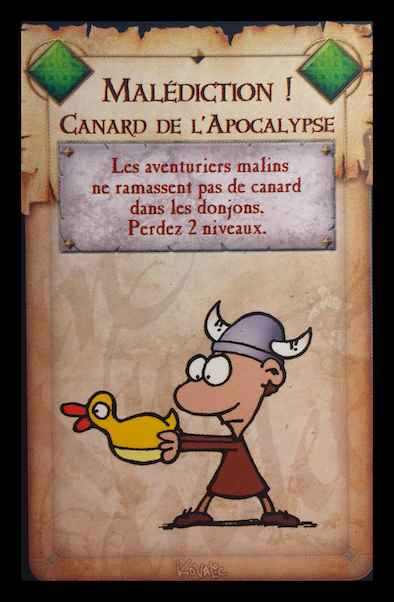 Malédiction !
Canard de l'Apocalypse
Les aventuriers malins
ne ramassent pas de canard
dans les donjons.
Perdez 2 niveaux.
Kovalic